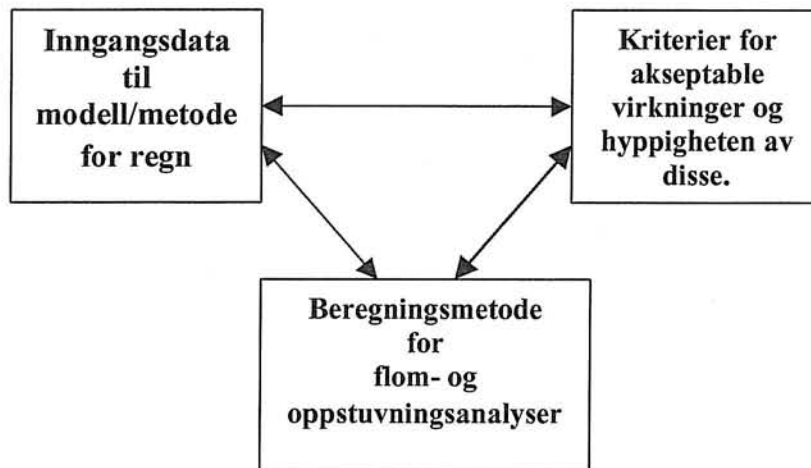 Inngangsdata
til
modell/metode
for regn
Kriterier for
akseptable
virkninger og
hyppigheten av
disse.
Beregningsmetode
for
flom- og
oppstuvningsanalyser